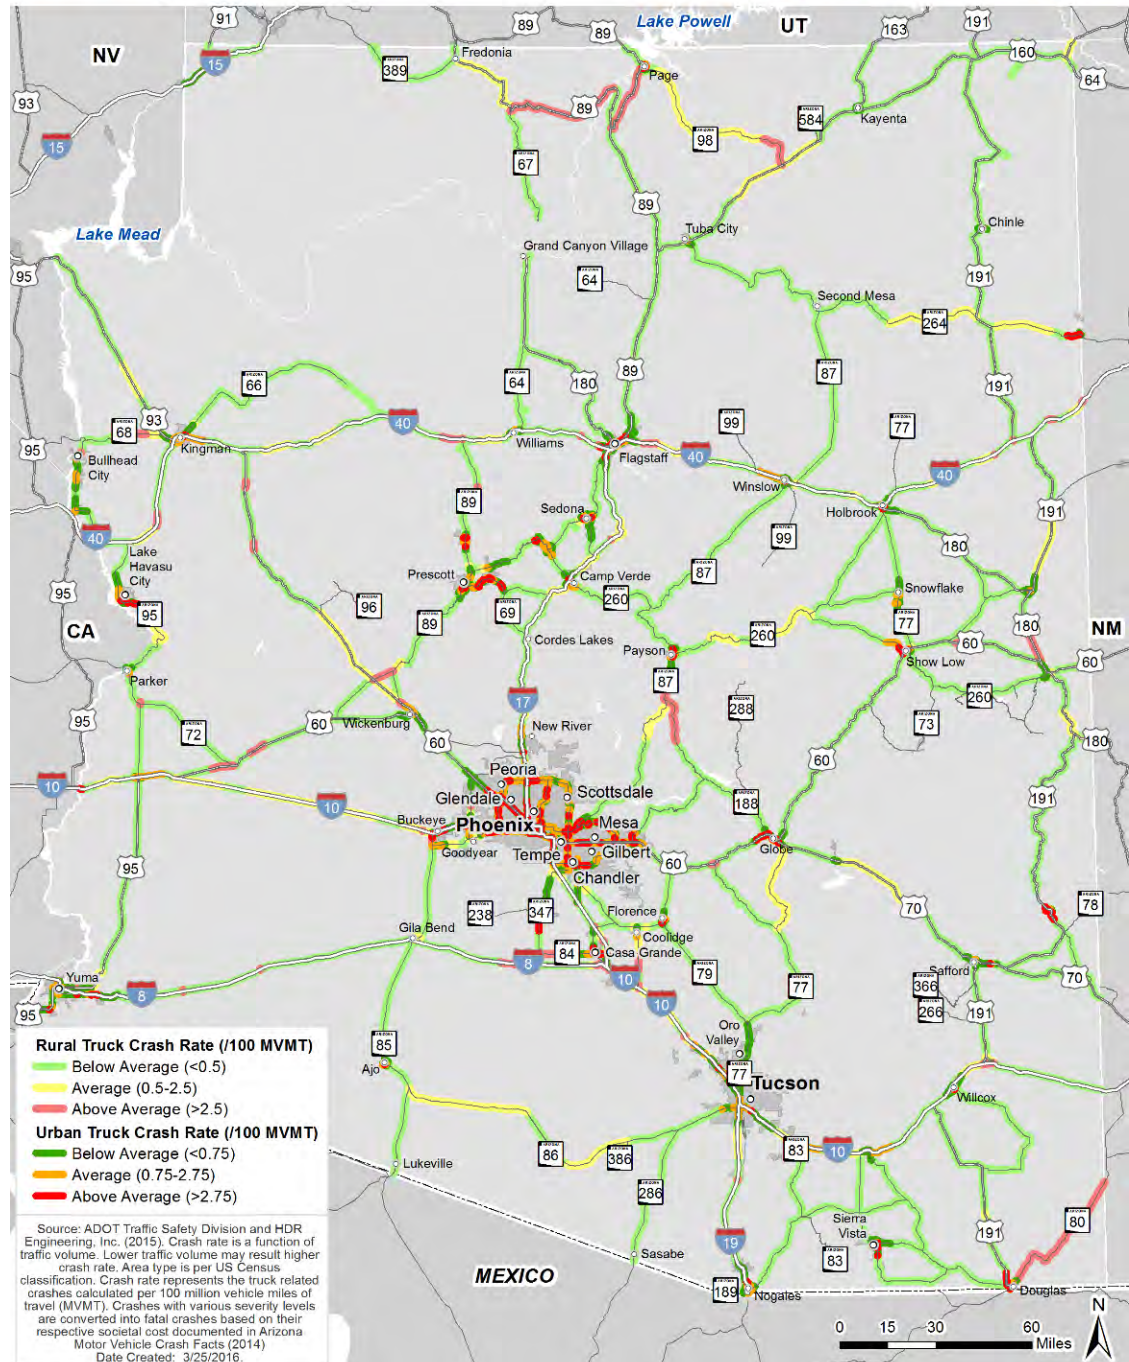 Lake Powell
UT
NV
91
89
89
163
191
Fredonia
15
389
Page
160
64
93
89
Kayenta
584
15
98
67
89
Chinle
Tuba City
Lake Mead
Grand Canyon Village
95
64
191
Second Mesa
264
87
66
64
180
89
191
93
68
40
99
77
95
Kingman
Williams
Flagstaff
40
Bullhead
City
Winslow
40
89
Sedona
Holbrook
191
40
99
180
Lake
Havasu
City
Prescott
Camp Verde
87
95
96
69
260
Snowflake
95
CA
89
77
180
NM
Cordes Lakes
260
60
Payson
Show Low
60
Parker
87
17
288
260
95
60
73
72
Wickenburg
New River
60
180
60
Peoria
10
Scottsdale
191
Glendale
10
188
Buckeye
Phoenix
Mesa
Goodyear
Tempe
Gilbert
Globe
60
95
Chandler
78
238
347
Florence
70
Gila Bend
Coolidge
84
Casa Grande
8
Safford
70
Yuma
10
79
366
8
10
77
266
95
191
Oro
Valley
85
Ajo
77
Tucson
Willcox
86
83
10
386
Lukeville
286
Sierra
Vista
80
191
19
83
Sasabe
MEXICO
189
Nogales
Douglas
Rural Truck Crash Rate (/100 MVMT)
Below Average (<0.5)
Average (0.5-2.5)
Above Average (>2.5)
Urban Truck Crash Rate (/100 MVMT)
Below Average (<0.75)
Average (0.75-2.75)
Above Average (>2.75)
Source: ADOT Traffic Safety Division and HDR
Engineering, Inc. (2015). Crash rate is a function of
traffic volume. Lower traffic volume may result higher
crash rate. Area type is per US Census
classification. Crash rate represents the truck related
crashes calculated per 100 million vehicle miles of
travel (MVMT). Crashes with various severity levels
are converted into fatal crashes based on their
respective societal cost documented in Arizona
Motor Vehicle Crash Facts (2014)
Date Created: 3/25/2016.
N
0 15 30 60
Miles